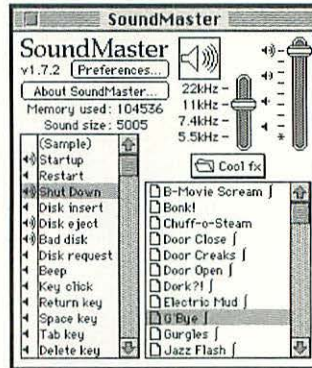 SoundMaster
SoundMaster
v1.7.2 Preferences...
About SoundMaster...
Memory used: 104536
Sound size: 5005
22kHz
11kHz
7.4kHz
5.5kHz
Cool fx
(Sample)
Startup
Restart
Shut Down
Disk insert
Disk eject
Bad disk
Disk request
Beep
Key click
Return key
Space key
Tab key
Delete key
B-Movie Scream ∫
Bonk!
Chuff-o-Steam
Door Close ∫
Door Creaks ∫
Door Open ∫
Dork?! ∫
Electric Mud ∫
G'Bye ∫
Gurgles ∫
Jazz Flash ∫